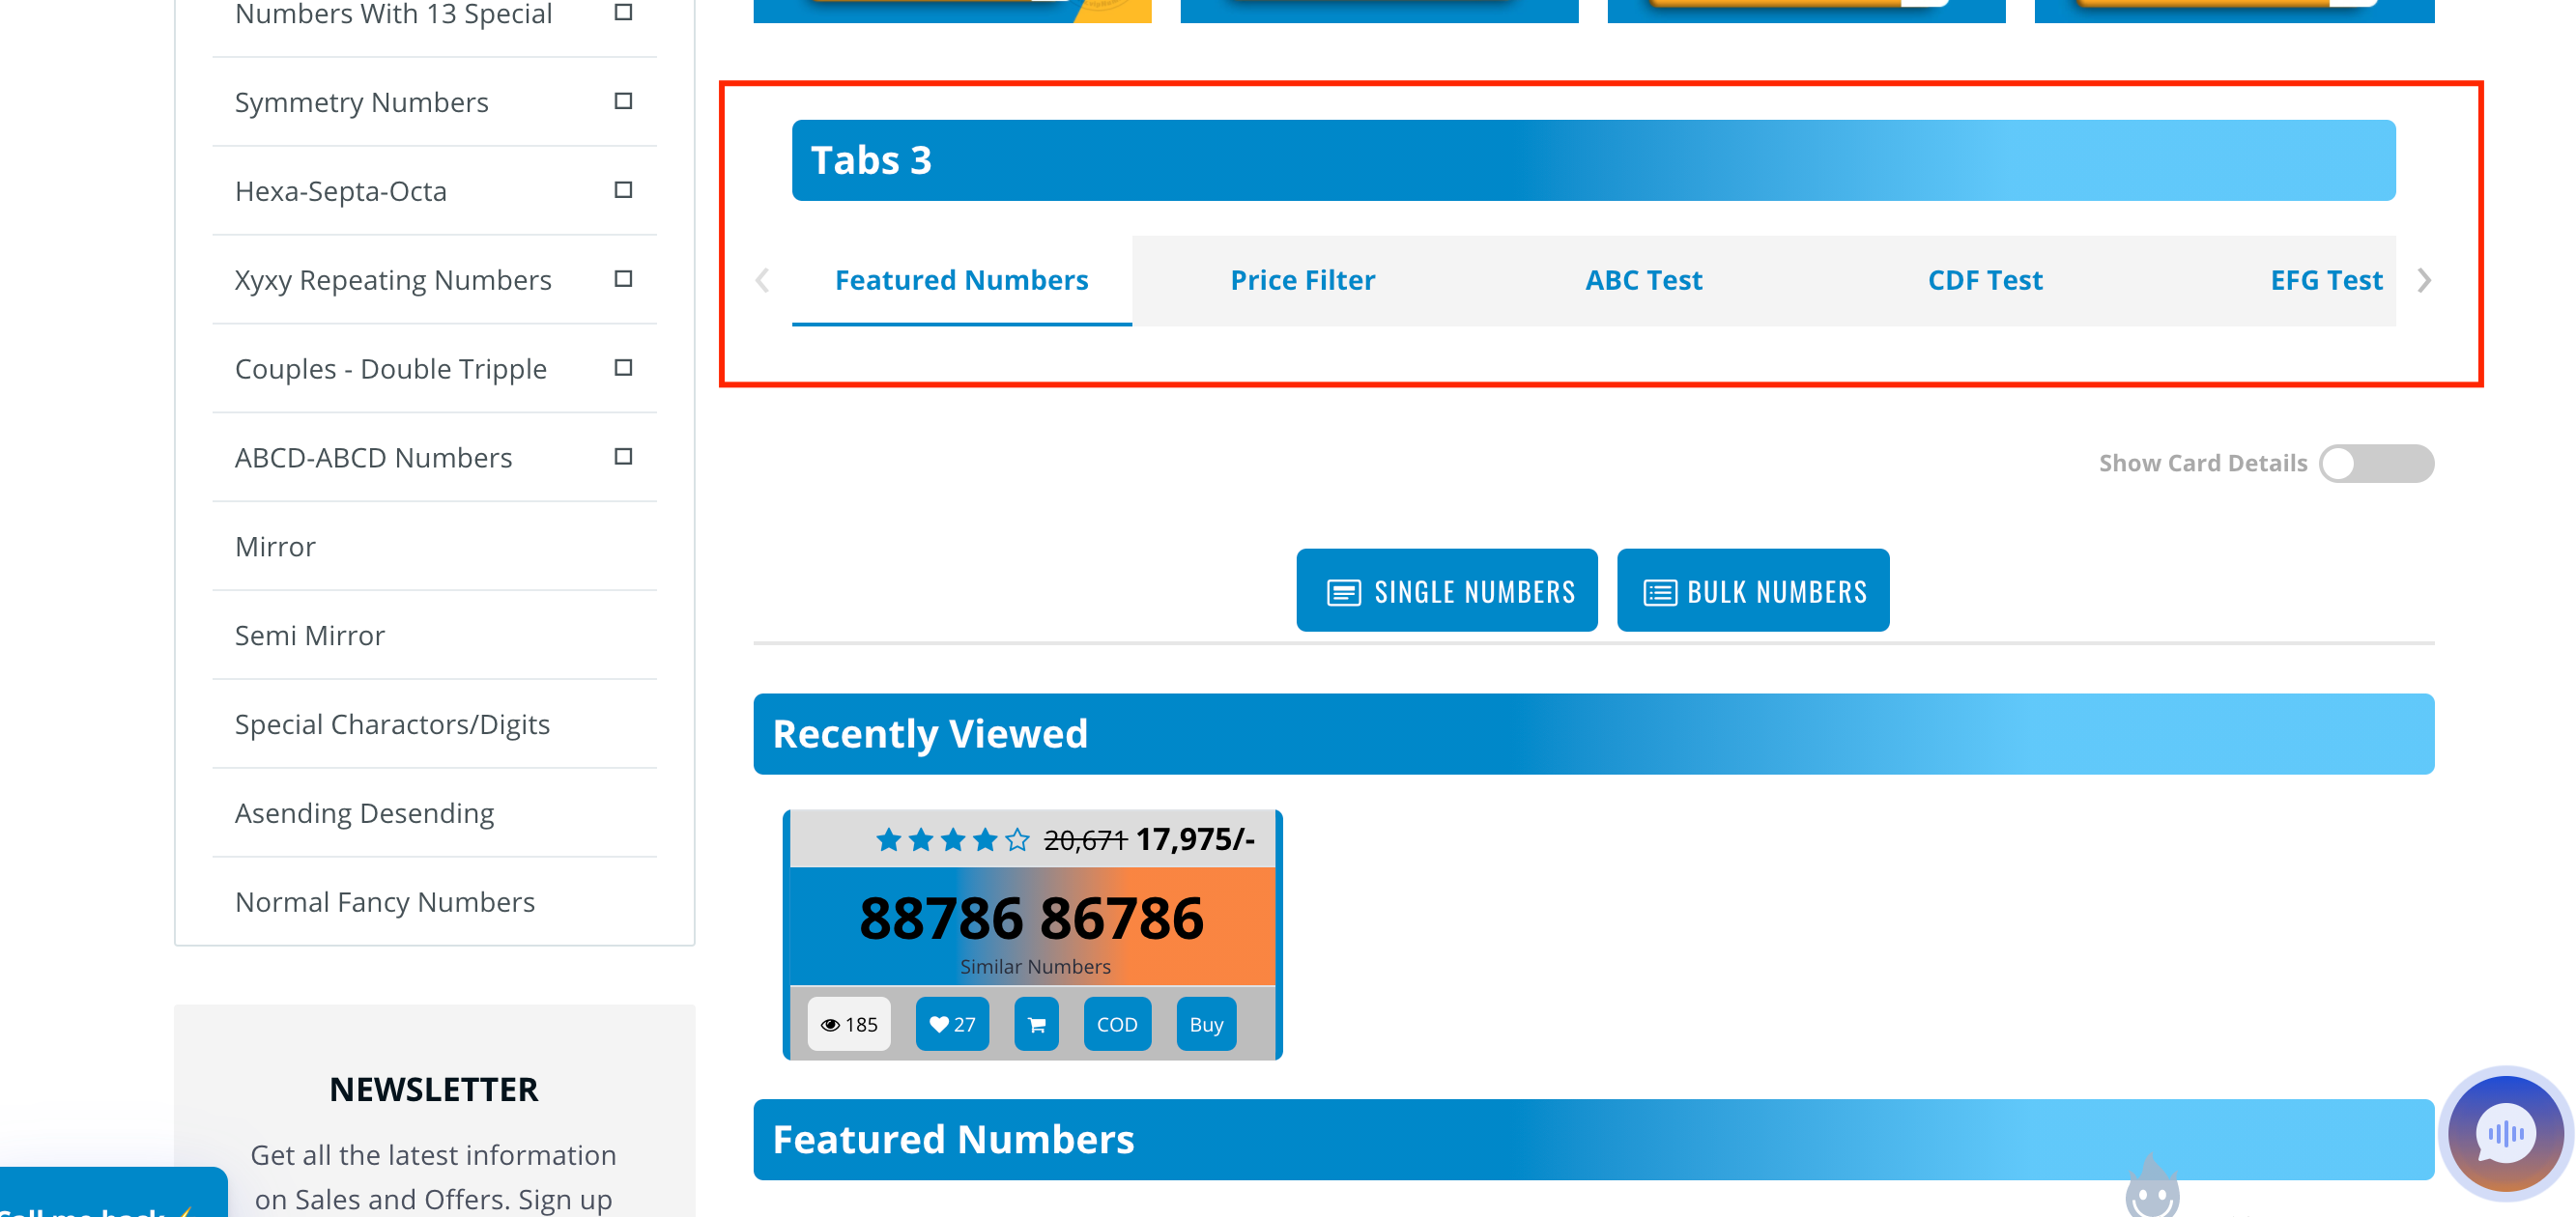 Numbers With 13 Special
Symmetry Numbers
Hexa-Septa-Octa
Xyxy Repeating Numbers
Couples - Double Tripple
ABCD-ABCD Numbers
Mirror
Semi Mirror
Special Charactors/Digits
Asending Desending
Normal Fancy Numbers
NEWSLETTER
Get all the latest information
on Sales and Offers. Sign up
Call me back
Tabs 3
Featured Numbers Price Filter ABC Test CDF Test EFG Test
Show Card Details
SINGLE NUMBERS BULK NUMBERS
Recently Viewed
20,671 17,975/-
88786 86786
Similar Numbers
185 27 COD Buy
Featured Numbers